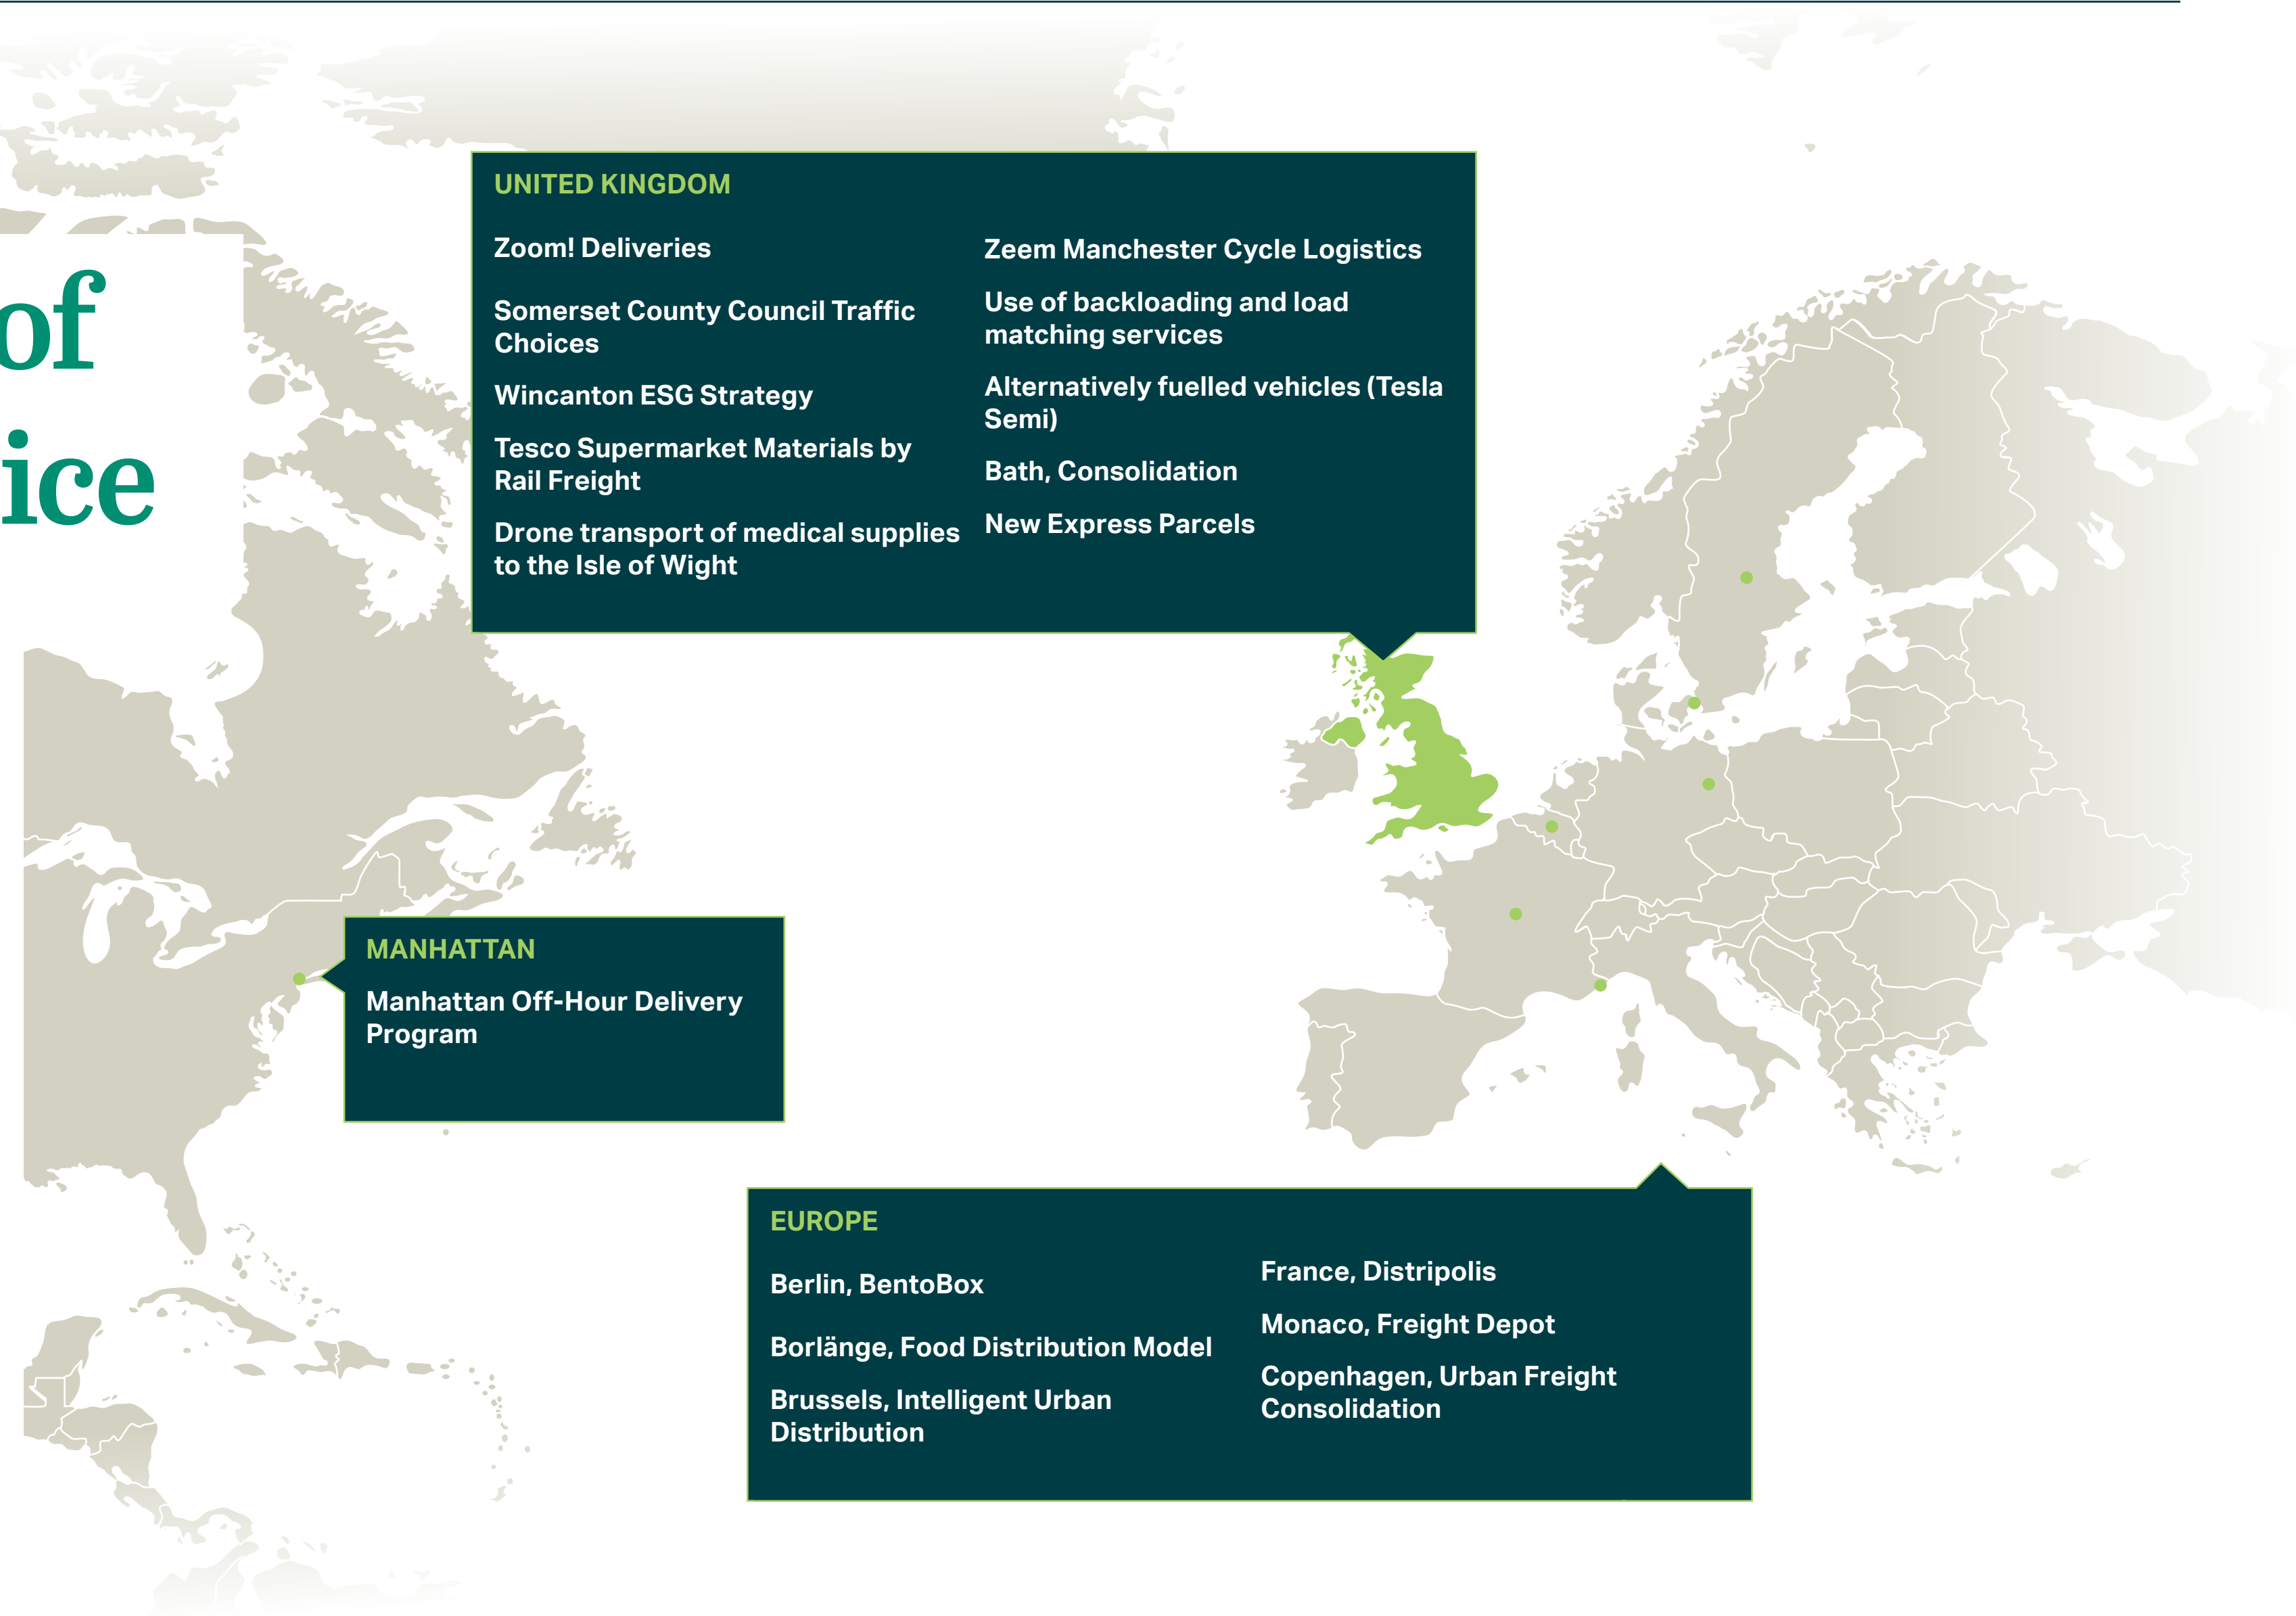 of
ice
UNITED KINGDOM
Zoom! Deliveries
Somerset County Council Traffic
Choices
Wincanton ESG Strategy
Tesco Supermarket Materials by
Rail Freight
Drone transport of medical supplies
to the Isle of Wight
Zeem Manchester Cycle Logistics
Use of backloading and load
matching services
Alternatively fuelled vehicles (Tesla
Semi)
Bath, Consolidation
New Express Parcels
MANHATTAN
Manhattan Off-Hour Delivery
Program
EUROPE
Berlin, BentoBox
Borlänge, Food Distribution Model
Brussels, Intelligent Urban
Distribution
France, Distripolis
Monaco, Freight Depot
Copenhagen, Urban Freight
Consolidation